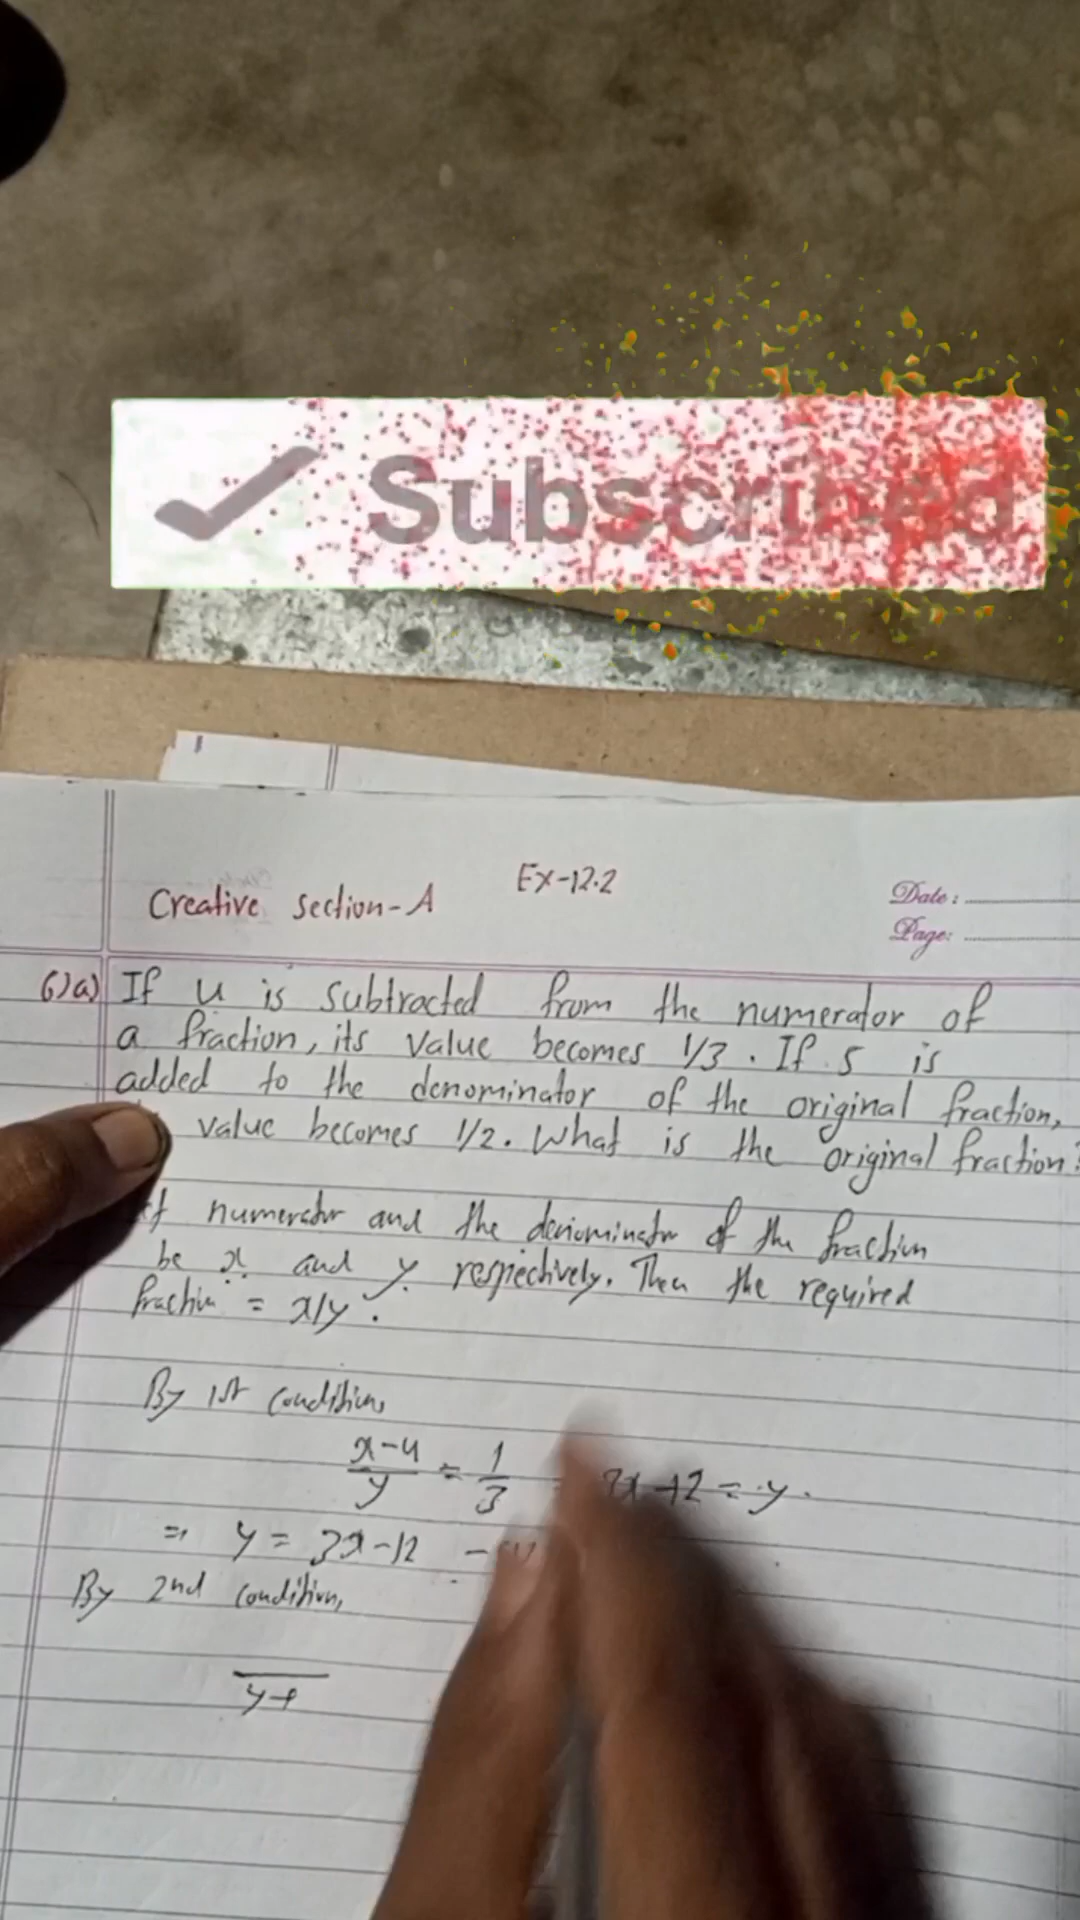 Subscribed
Ex-12.2
Creative section-A
Date:
Page:
6)a) If 4 is subtracted from the numerator of
a fraction, its value becomes 1/3. If 5 is
added to the denominator of the original fraction,
value becomes 1/2. What is the original fraction?
numerator and the denominator of the fraction
be x and y respectively. Then the required
fraction = x/y.
By 1st condition,
x-4/y = 1/3 3x-12 = y.
⇒ y = 3x-12
By 2nd condition,
y+